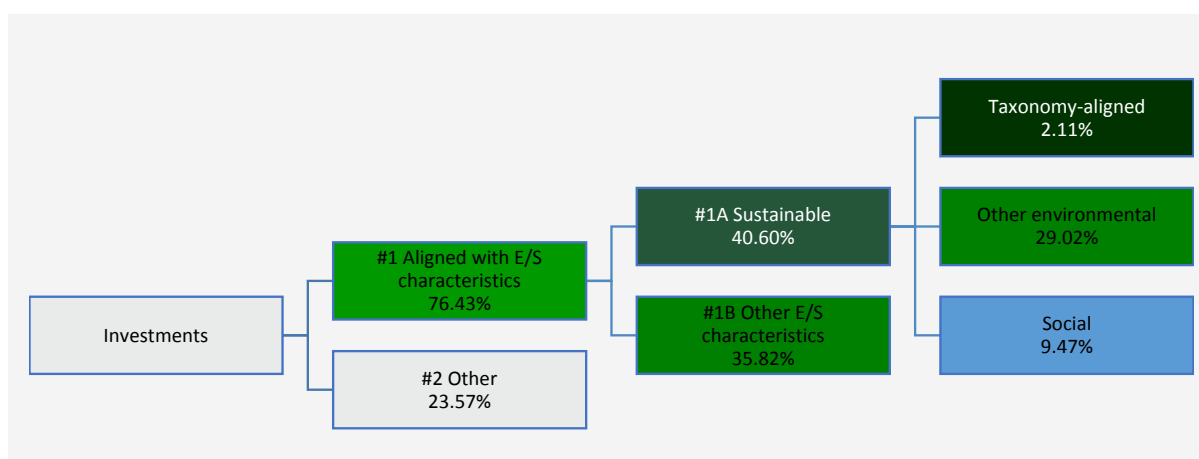 Investments
#1 Aligned with E/S
characteristics
76.43%
#2 Other
23.57%
#1A Sustainable
40.60%
#1B Other E/S
characteristics
35.82%
Taxonomy-aligned
2.11%
Other environmental
29.02%
Social
9.47%